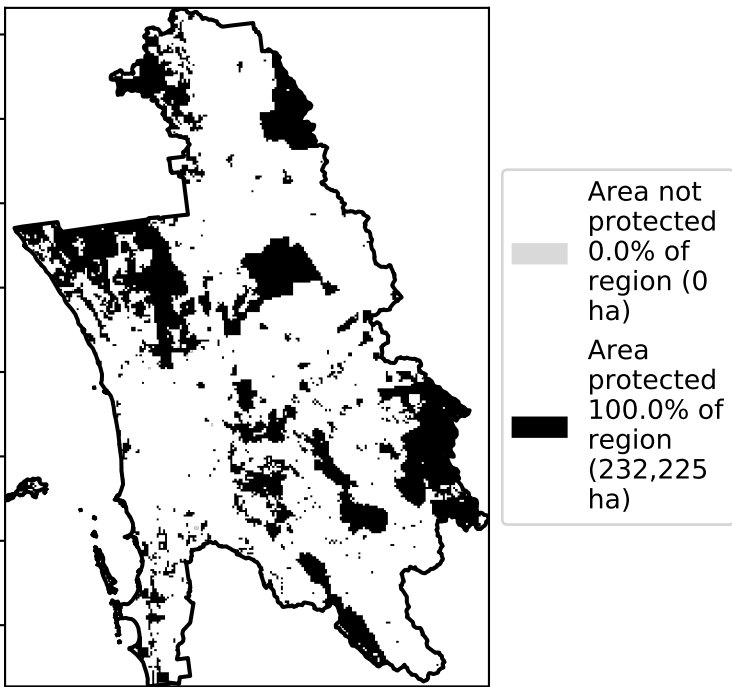 Area not
protected
0.0% of
region (0
ha)
Area
protected
100.0% of
region
(232,225
ha)